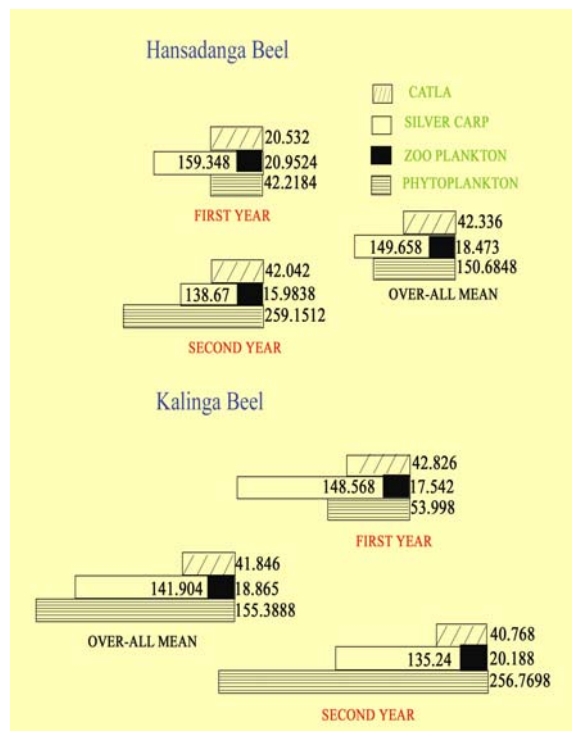 Hansadanga Beel
CATLA
SILVER CARP
ZOO PLANKTON
PHYTOPLANKTON
20.532
159.348 20.9524
42.2184
FIRST YEAR
42.336
149.658 18.473
150.6848
OVER-ALL MEAN
42.042
138.67 15.9838
259.1512
SECOND YEAR
Kalinga Beel
42.826
148.568 17.542
53.998
FIRST YEAR
41.846
141.904 18.865
155.3888
OVER-ALL MEAN
40.768
135.24 20.188
256.7698
SECOND YEAR